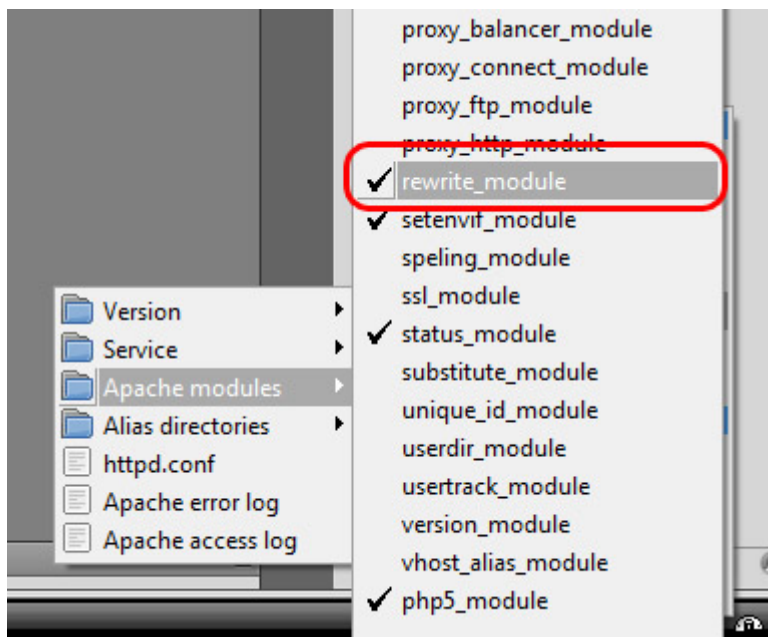 proxy_balancer_module
proxy_connect_module
proxy_ftp_module
proxy_http_module
rewrite_module
setenvif_module
speling_module
ssl_module
status_module
substitute_module
unique_id_module
userdir_module
usertrack_module
version_module
vhost_alias_module
php5_module
Version
Service
Apache modules
Alias directories
httpd.conf
Apache error log
Apache access log